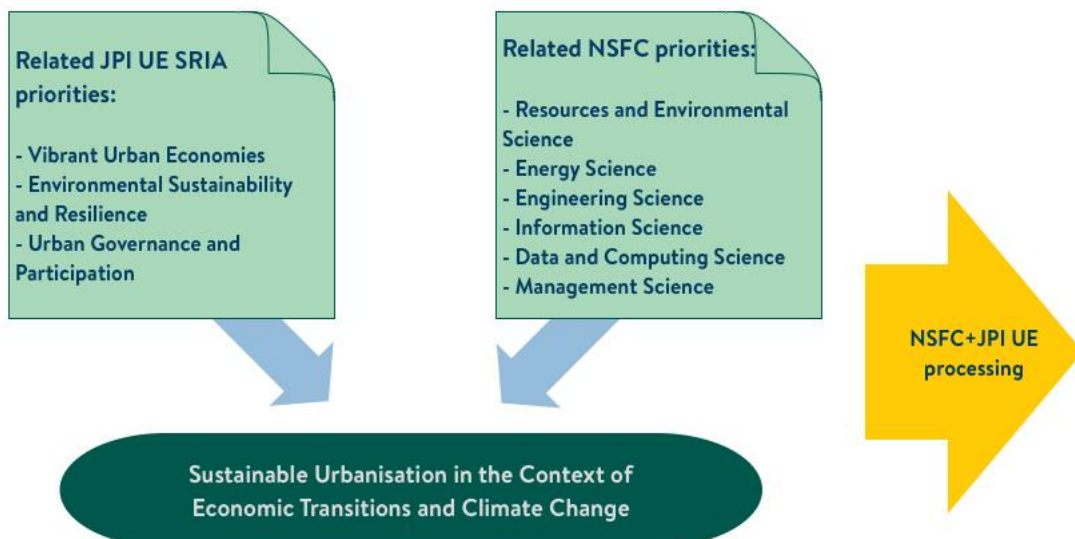 Related JPI UE SRIA
priorities:
- Vibrant Urban Economies
- Environmental Sustainability
and Resilience
- Urban Governance and
Participation
Related NSFC priorities:
- Resources and Environmental
Science
- Energy Science
- Engineering Science
- Information Science
- Data and Computing Science
- Management Science
NSFC+JPI UE
processing
Sustainable Urbanisation in the Context of
Economic Transitions and Climate Change